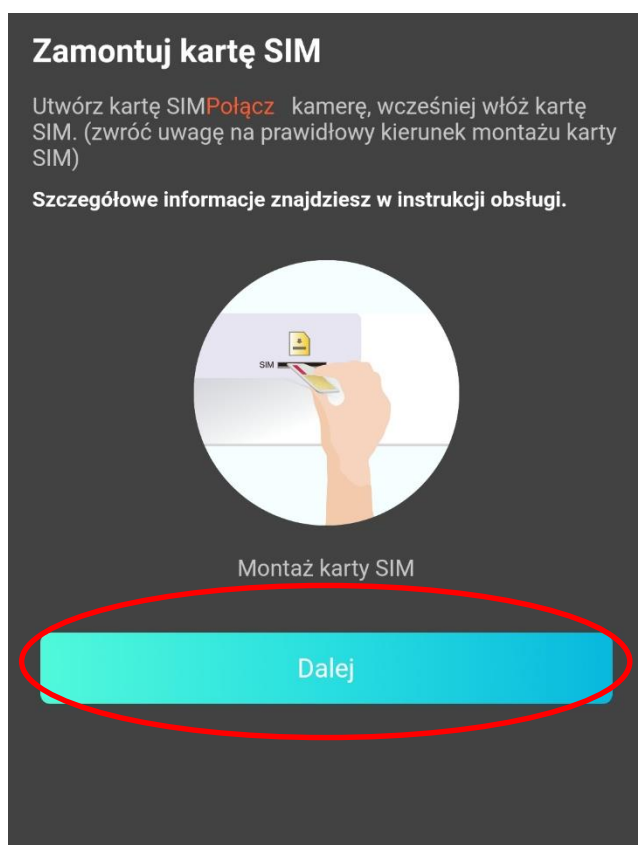 Zamontuj kartę SIM
Utwórz kartę SIMPołącz kamerę, wcześniej włóż kartę
SIM. (zwróć uwagę na prawidłowy kierunek montażu karty
SIM)
Szczegółowe informacje znajdziesz w instrukcji obsługi.
SIM
Montaż karty SIM
Dalej